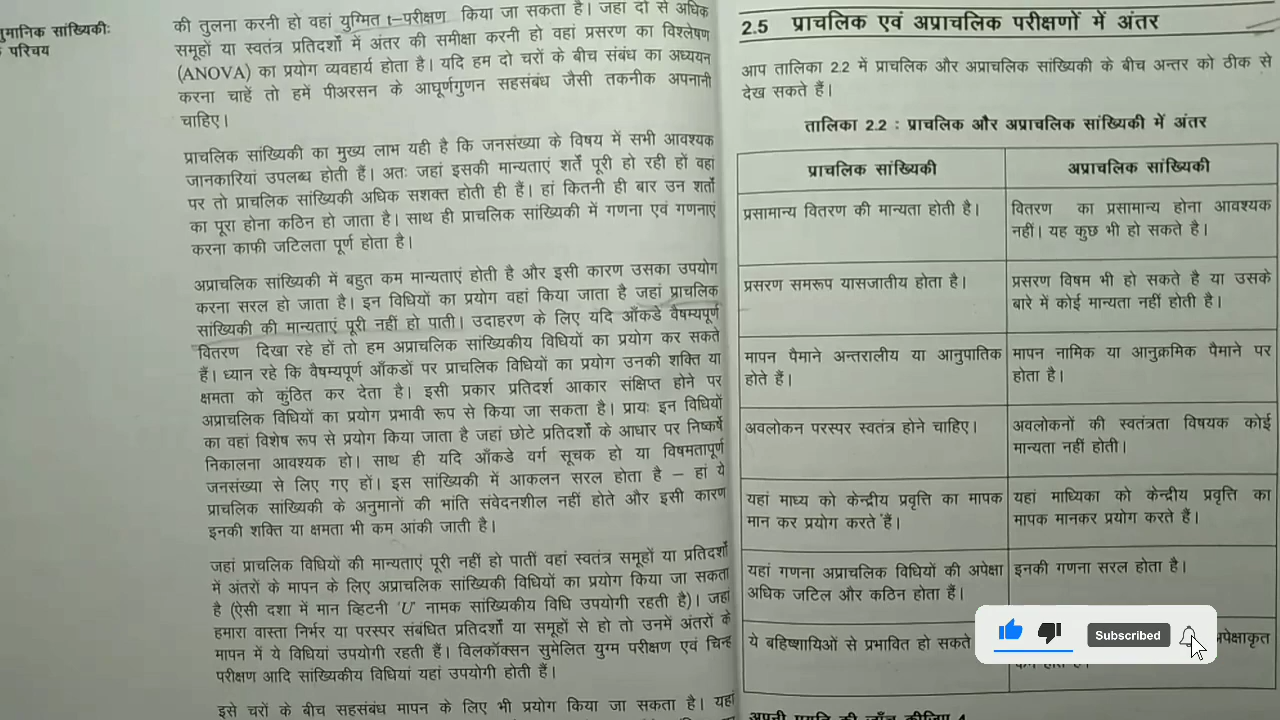 नुमानिक सांख्यिकीः
परिचय
की तुलना करनी हो वहां युग्मित t–परीक्षण किया जा सकता है। जहां दो से अधिक
समूहों या स्वतंत्र प्रतिदर्शों में अंतर की समीक्षा करनी हो वहां प्रसरण का विश्लेषण
(ANOVA) का प्रयोग व्यवहार्य होता है। यदि हम दो चरों के बीच संबंध का अध्ययन
करना चाहें तो हमें पीअरसन के आघूर्णगुणन सहसंबंध जैसी तकनीक अपनानी
चाहिए।
प्राचलिक सांख्यिकी का मुख्य लाभ यही है कि जनसंख्या के विषय में सभी आवश्यक
जानकारियां उपलब्ध होती हैं। अतः जहां इसकी मान्यताएं शर्तें पूरी हो रही हों वहां
पर तो प्राचलिक सांख्यिकी अधिक सशक्त होती ही हैं। हां कितनी ही बार उन शर्तों
का पूरा होना कठिन हो जाता है। साथ ही प्राचलिक सांख्यिकी में गणना एवं गणनाएं
करना काफी जटिलता पूर्ण होता है।
अप्राचलिक सांख्यिकी में बहुत कम मान्यताएं होती है और इसी कारण उसका उपयोग
करना सरल हो जाता है। इन विधियों का प्रयोग वहां किया जाता है जहां प्राचलिक
सांख्यिकी की मान्यताएं पूरी नहीं हो पाती। उदाहरण के लिए यदि आँकडे वैषम्यपूर्ण
वितरण दिखा रहे हों तो हम अप्राचलिक सांख्यिकीय विधियों का प्रयोग कर सकते
हैं। ध्यान रहे कि वैषम्यपूर्ण आँकडों पर प्राचलिक विधियों का प्रयोग उनकी शक्ति या
क्षमता को कुंठित कर देता है। इसी प्रकार प्रतिदर्श आकार संक्षिप्त होने पर
अप्राचलिक विधियों का प्रयोग प्रभावी रूप से किया जा सकता है। प्रायः इन विधियों
का वहां विशेष रूप से प्रयोग किया जाता है जहां छोटे प्रतिदर्शों के आधार पर निष्कर्ष
निकालना आवश्यक हो। साथ ही यदि आँकडे वर्ग सूचक हो या विषमतापूर्ण
जनसंख्या से लिए गए हों। इस सांख्यिकी में आकलन सरल होता है – हां ये
प्राचलिक सांख्यिकी के अनुमानों की भांति संवेदनशील नहीं होते और इसी कारण
इनकी शक्ति या क्षमता भी कम आंकी जाती है।
जहां प्राचलिक विधियों की मान्यताएं पूरी नहीं हो पातीं वहां स्वतंत्र समूहों या प्रतिदर्शों
में अंतरों के मापन के लिए अप्राचलिक सांख्यिकी विधियों का प्रयोग किया जा सकता
है (ऐसी दशा में मान व्हिटनी 'U' नामक सांख्यिकीय विधि उपयोगी रहती है)। जहां
हमारा वास्ता निर्भर या परस्पर संबंधित प्रतिदर्शों या समूहों से हो तो उनमें अंतरों के
मापन में ये विधियां उपयोगी रहती हैं। विलकॉक्सन सुमेलित युग्म परीक्षण एवं चिन्ह
परीक्षण आदि सांख्यिकीय विधियां यहां उपयोगी होती हैं।
इसे चरों के बीच सहसंबंध मापन के लिए भी प्रयोग किया जा सकता है। यहां
2.5 प्राचलिक एवं अप्राचलिक परीक्षणों में अंतर
आप तालिका 2.2 में प्राचलिक और अप्राचलिक सांख्यिकी के बीच अन्तर को ठीक से
देख सकते हैं।
तालिका 2.2 : प्राचलिक और अप्राचलिक सांख्यिकी में अंतर
प्राचलिक सांख्यिकी
अप्राचलिक सांख्यिकी
प्रसामान्य वितरण की मान्यता होती है।
वितरण का प्रसामान्य होना आवश्यक
नहीं। यह कुछ भी हो सकते है।
प्रसरण समरूप यासजातीय होता है।
प्रसरण विषम भी हो सकते है या उसके
बारे में कोई मान्यता नहीं होती है।
मापन पैमाने अन्तरालीय या आनुपातिक
होते हैं।
मापन नामिक या आनुक्रमिक पैमाने पर
होता है।
अवलोकन परस्पर स्वतंत्र होने चाहिए।
अवलोकनों की स्वतंत्रता विषयक कोई
मान्यता नहीं होती।
यहां माध्य को केन्द्रीय प्रवृत्ति का मापक
मान कर प्रयोग करते हैं।
यहां माध्यिका को केन्द्रीय प्रवृत्ति का
मापक मानकर प्रयोग करते हैं।
यहां गणना अप्राचलिक विधियों की अपेक्षा
अधिक जटिल और कठिन होता हैं।
इनकी गणना सरल होता है।
ये बहिष्शायिओं से प्रभावित हो सकते
अपेक्षाकृत
Subscribed
अपनी प्रगति की जाँच कीजिए 4